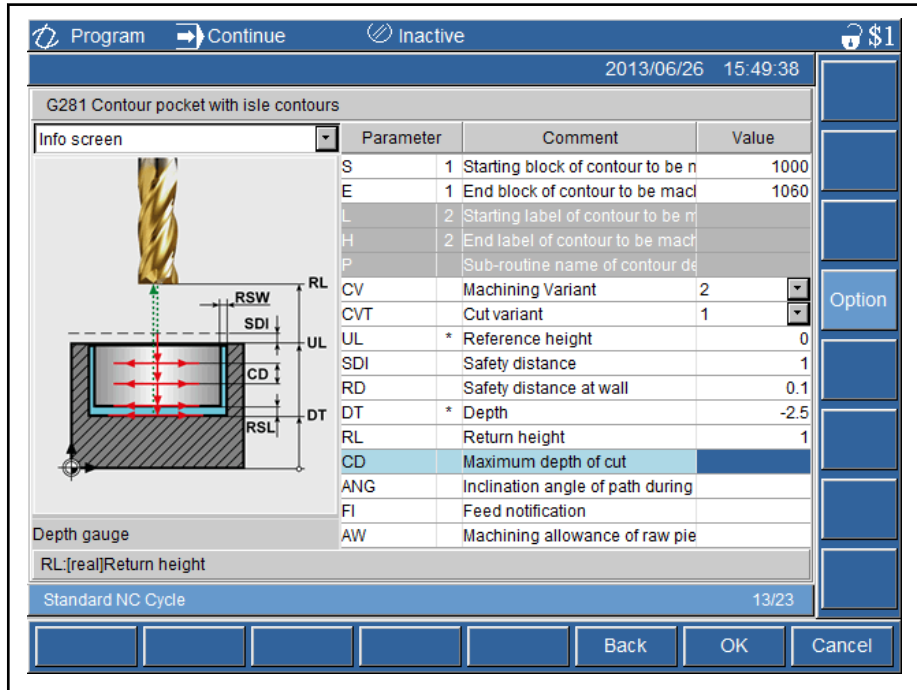 Program Continue Inactive $1
2013/06/26 15:49:38
G281 Contour pocket with isle contours
Info screen
Parameter Comment Value
S 1 Starting block of contour to be n 1000
E 1 End block of contour to be macl 1060
L 2 Starting label of contour to be m
H 2 End label of contour to be mach
P Sub-routine name of contour de
CV Machining Variant 2
CVT Cut variant 1
UL * Reference height 0
SDI Safety distance 1
RD Safety distance at wall 0.1
DT * Depth -2.5
RL Return height 1
CD Maximum depth of cut
ANG Inclination angle of path during
FI Feed notification
AW Machining allowance of raw pie
RL
RSW
SDI
UL
CD
DT
RSL
Depth gauge
RL:[real]Return height
Standard NC Cycle 13/23
Option
Back OK Cancel